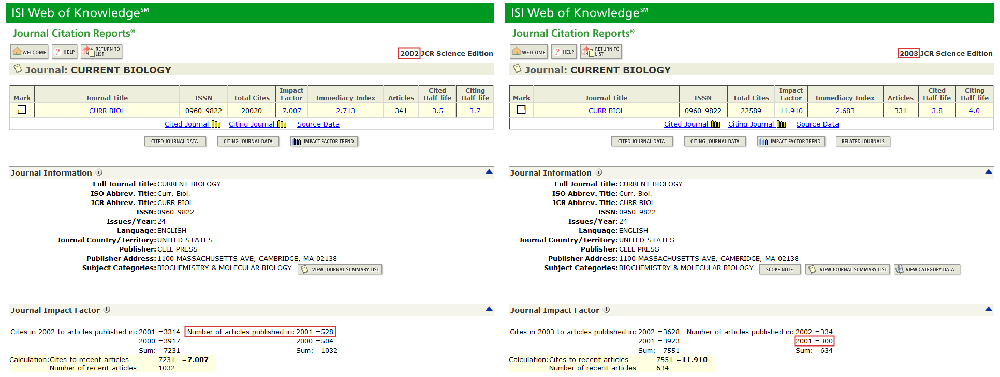 ISI Web of Knowledge℠
Journal Citation Reports®
WELCOME
HELP
RETURN TO LIST
2002 JCR Science Edition
Journal: CURRENT BIOLOGY
Mark Journal Title ISSN Total Cites Impact Factor Immediacy Index Articles Cited Half-life Citing Half-life
CURR BIOL 0960-9822 20020 7.007 2.713 341 3.5 3.7
Cited Journal Citing Journal Source Data
CITED JOURNAL DATA CITING JOURNAL DATA IMPACT FACTOR TREND
Journal Information i
Full Journal Title: CURRENT BIOLOGY
ISO Abbrev. Title: Curr. Biol.
JCR Abbrev. Title: CURR BIOL
ISSN: 0960-9822
Issues/Year: 24
Language: ENGLISH
Journal Country/Territory: UNITED STATES
Publisher: CELL PRESS
Publisher Address: 1100 MASSACHUSETTS AVE, CAMBRIDGE, MA 02138
Subject Categories: BIOCHEMISTRY & MOLECULAR BIOLOGY VIEW JOURNAL SUMMARY LIST
Journal Impact Factor i
Cites in 2002 to articles published in: 2001 =3314 Number of articles published in: 2001 =528
2000 =3917 2000 =504
Sum: 7231 Sum: 1032
Calculation: Cites to recent articles 7231 =7.007
Number of recent articles 1032
ISI Web of Knowledge℠
Journal Citation Reports®
WELCOME
HELP
RETURN TO LIST
2003 JCR Science Edition
Journal: CURRENT BIOLOGY
Mark Journal Title ISSN Total Cites Impact Factor Immediacy Index Articles Cited Half-life Citing Half-life
CURR BIOL 0960-9822 22589 11.910 2.683 331 3.8 4.0
Cited Journal Citing Journal Source Data
CITED JOURNAL DATA CITING JOURNAL DATA IMPACT FACTOR TREND RELATED JOURNALS
Journal Information i
Full Journal Title: CURRENT BIOLOGY
ISO Abbrev. Title: Curr. Biol.
JCR Abbrev. Title: CURR BIOL
ISSN: 0960-9822
Issues/Year: 24
Language: ENGLISH
Journal Country/Territory: UNITED STATES
Publisher: CELL PRESS
Publisher Address: 1100 MASSACHUSETTS AVE, CAMBRIDGE, MA 02138
Subject Categories: BIOCHEMISTRY & MOLECULAR BIOLOGY SCOPE NOTE VIEW JOURNAL SUMMARY LIST VIEW CATEGORY DATA
Journal Impact Factor i
Cites in 2003 to articles published in: 2002 =3628 Number of articles published in: 2002 =334
2001 =3923 2001 =300
Sum: 7551 Sum: 634
Calculation: Cites to recent articles 7551 =11.910
Number of recent articles 634